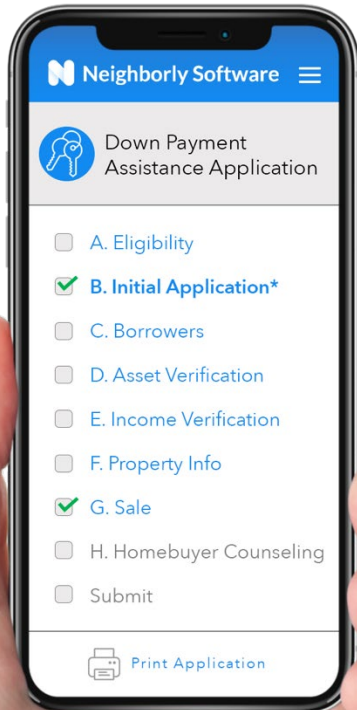 Neighborly Software
Down Payment
Assistance Application
A. Eligibility
B. Initial Application*
C. Borrowers
D. Asset Verification
E. Income Verification
F. Property Info
G. Sale
H. Homebuyer Counseling
Submit
Print Application